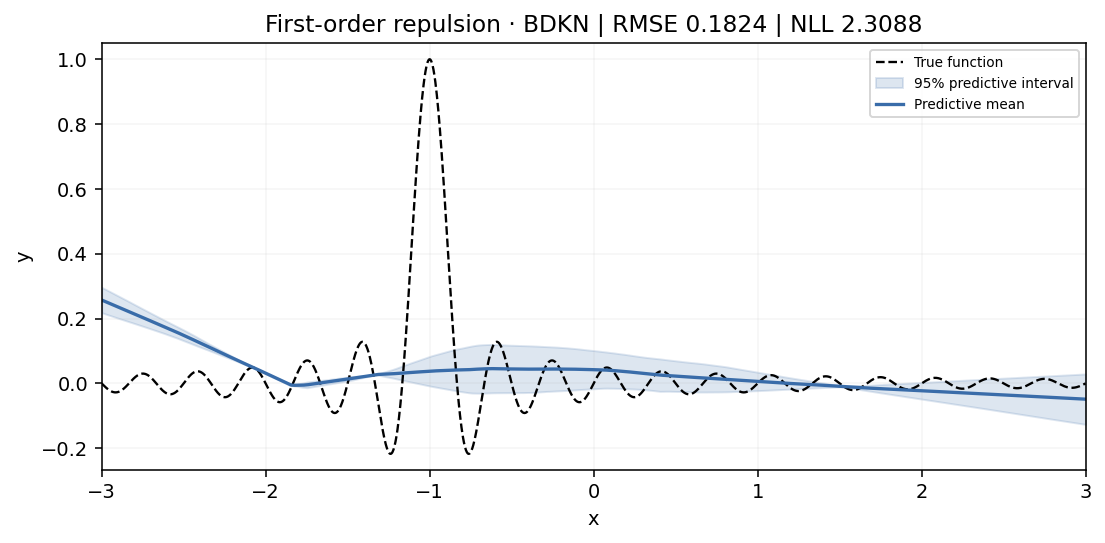 First-order repulsion · BDKN | RMSE 0.1824 | NLL 2.3088
True function
95% predictive interval
Predictive mean
y
1.0
0.8
0.6
0.4
0.2
0.0
−0.2
−3
−2
−1
0
1
2
3
x